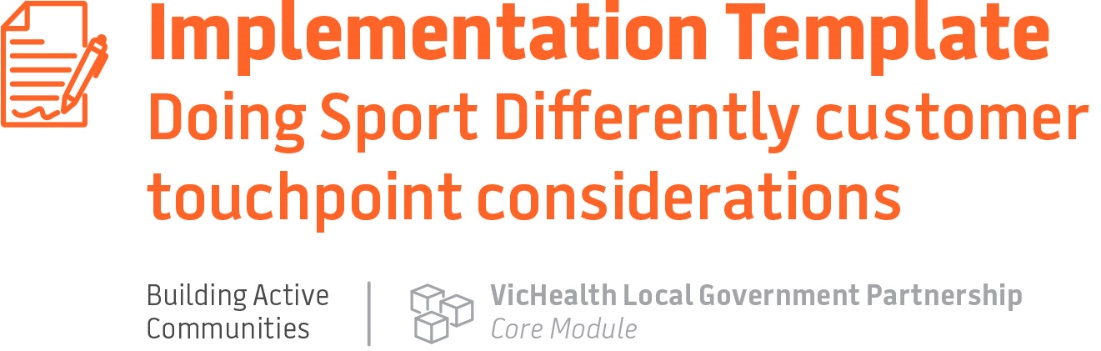 Implementation Template
Doing Sport Differently customer
touchpoint considerations
Building Active
Communities
VicHealth Local Government Partnership
Core Module